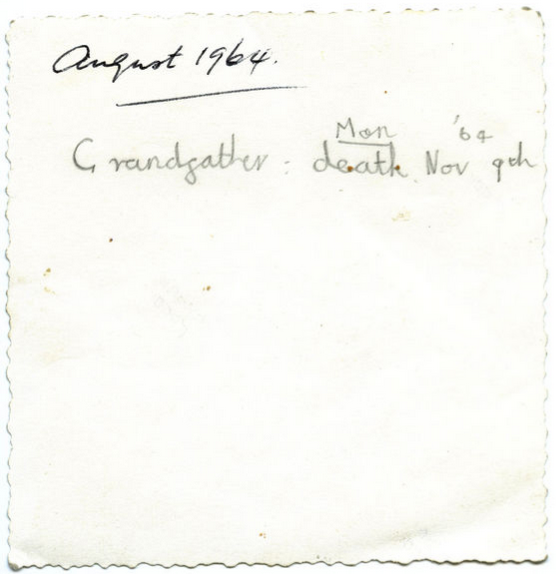 August 1964.
Mon '64
Grandgather: death Nov 9th